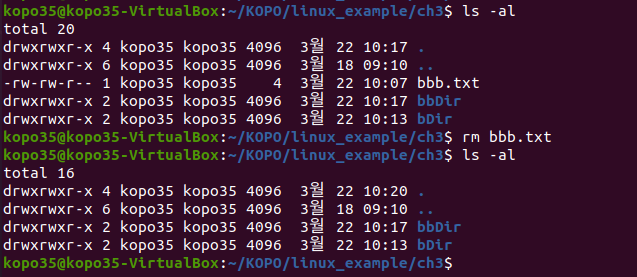 kopo35@kopo35-VirtualBox:~/KOPO/linux_example/ch3$ ls -al
total 20
drwxrwxr-x 4 kopo35 kopo35 4096  3월 22 10:17 .
drwxrwxr-x 6 kopo35 kopo35 4096  3월 18 09:10 ..
-rw-rw-r-- 1 kopo35 kopo35    4  3월 22 10:07 bbb.txt
drwxrwxr-x 2 kopo35 kopo35 4096  3월 22 10:17 bbDir
drwxrwxr-x 2 kopo35 kopo35 4096  3월 22 10:13 bDir
kopo35@kopo35-VirtualBox:~/KOPO/linux_example/ch3$ rm bbb.txt
kopo35@kopo35-VirtualBox:~/KOPO/linux_example/ch3$ ls -al
total 16
drwxrwxr-x 4 kopo35 kopo35 4096  3월 22 10:20 .
drwxrwxr-x 6 kopo35 kopo35 4096  3월 18 09:10 ..
drwxrwxr-x 2 kopo35 kopo35 4096  3월 22 10:17 bbDir
drwxrwxr-x 2 kopo35 kopo35 4096  3월 22 10:13 bDir
kopo35@kopo35-VirtualBox:~/KOPO/linux_example/ch3$